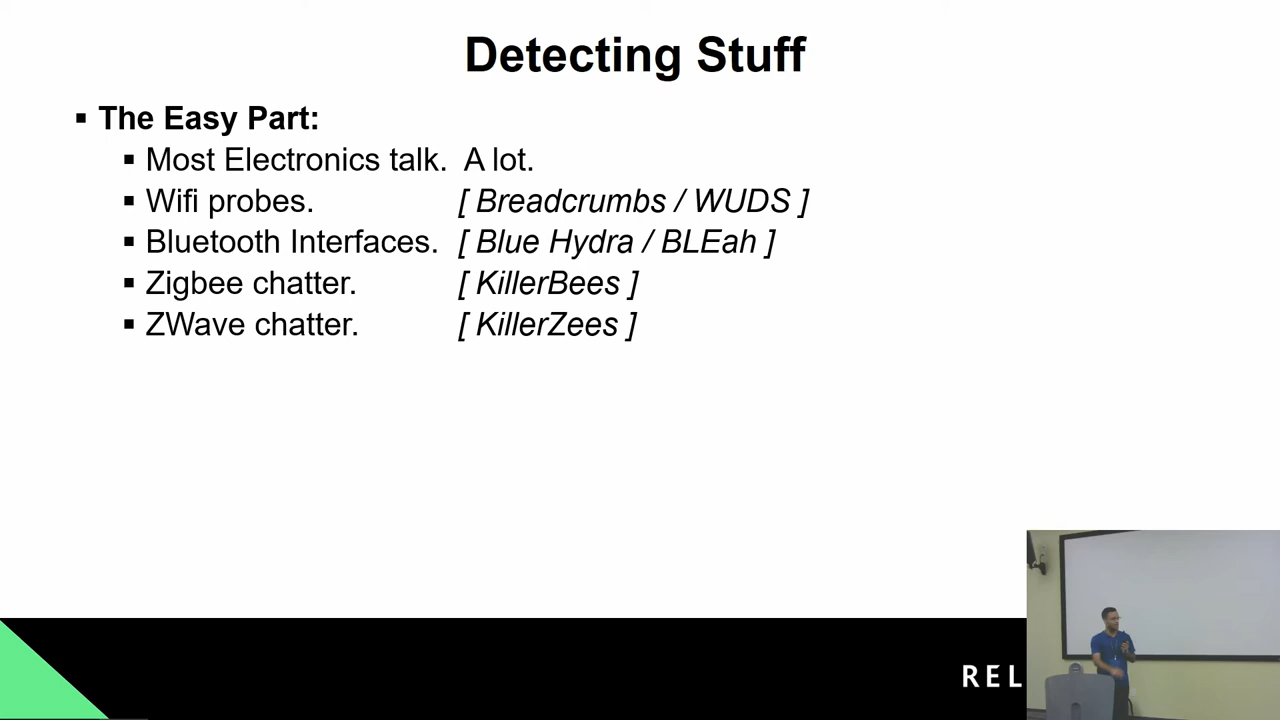 Detecting Stuff
▪ The Easy Part:
▪ Most Electronics talk. A lot.
▪ Wifi probes. [ Breadcrumbs / WUDS ]
▪ Bluetooth Interfaces. [ Blue Hydra / BLEah ]
▪ Zigbee chatter. [ KillerBees ]
▪ ZWave chatter. [ KillerZees ]
REL